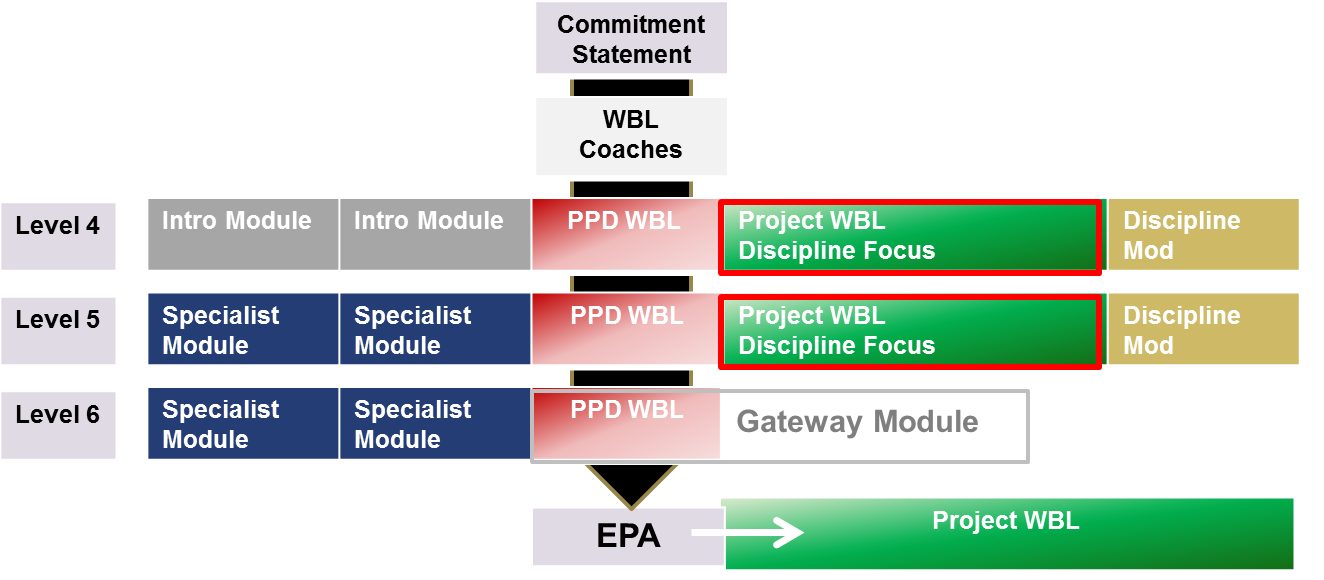 Commitment
Statement
WBL
Coaches
Level 4
Intro Module
Intro Module
PPD WBL
Project WBL
Discipline Focus
Discipline
Mod
Level 5
Specialist
Module
Specialist
Module
PPD WBL
Project WBL
Discipline Focus
Discipline
Mod
Level 6
Specialist
Module
Specialist
Module
PPD WBL
Gateway Module
EPA
Project WBL